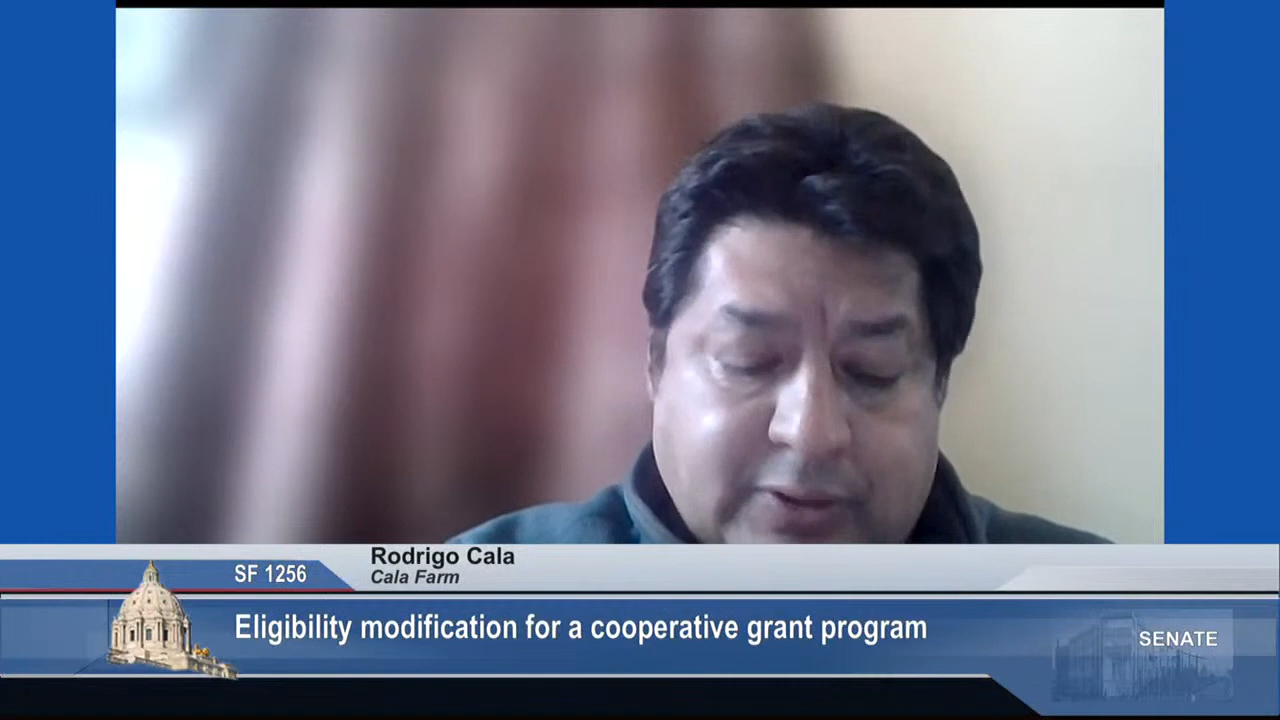 Rodrigo Cala
SF 1256
Cala Farm
Eligibility modification for a cooperative grant program
SENATE